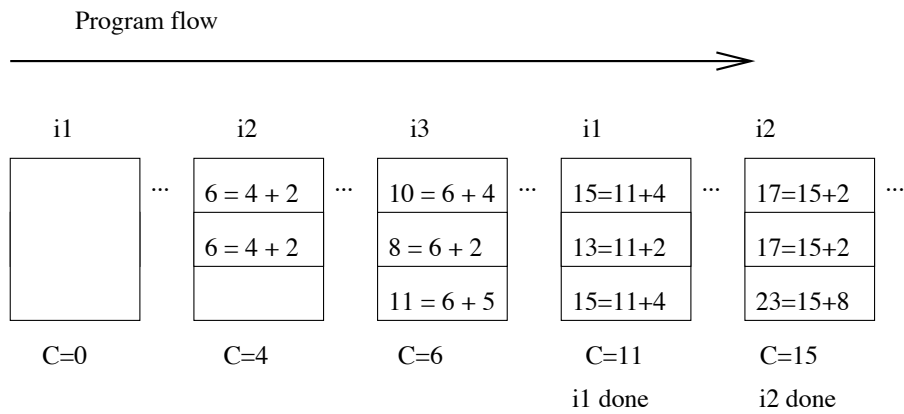 Program flow
i1 i2 i3 i1 i2
... 6 = 4 + 2 ... 10 = 6 + 4 ... 15=11+4 ... 17=15+2 ...
6 = 4 + 2 8 = 6 + 2 13=11+2 17=15+2
11 = 6 + 5 15=11+4 23=15+8
C=0 C=4 C=6 C=11 C=15
i1 done i2 done